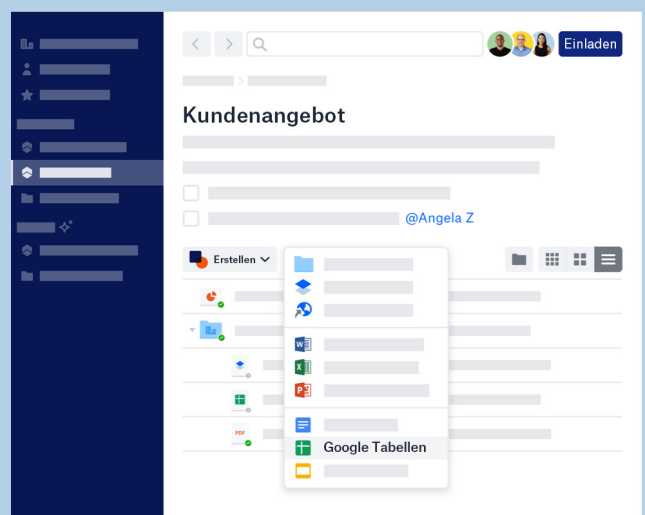 Einladen
Kundenangebot
@Angela Z
Erstellen
W
X
P
PDF
Google Tabellen